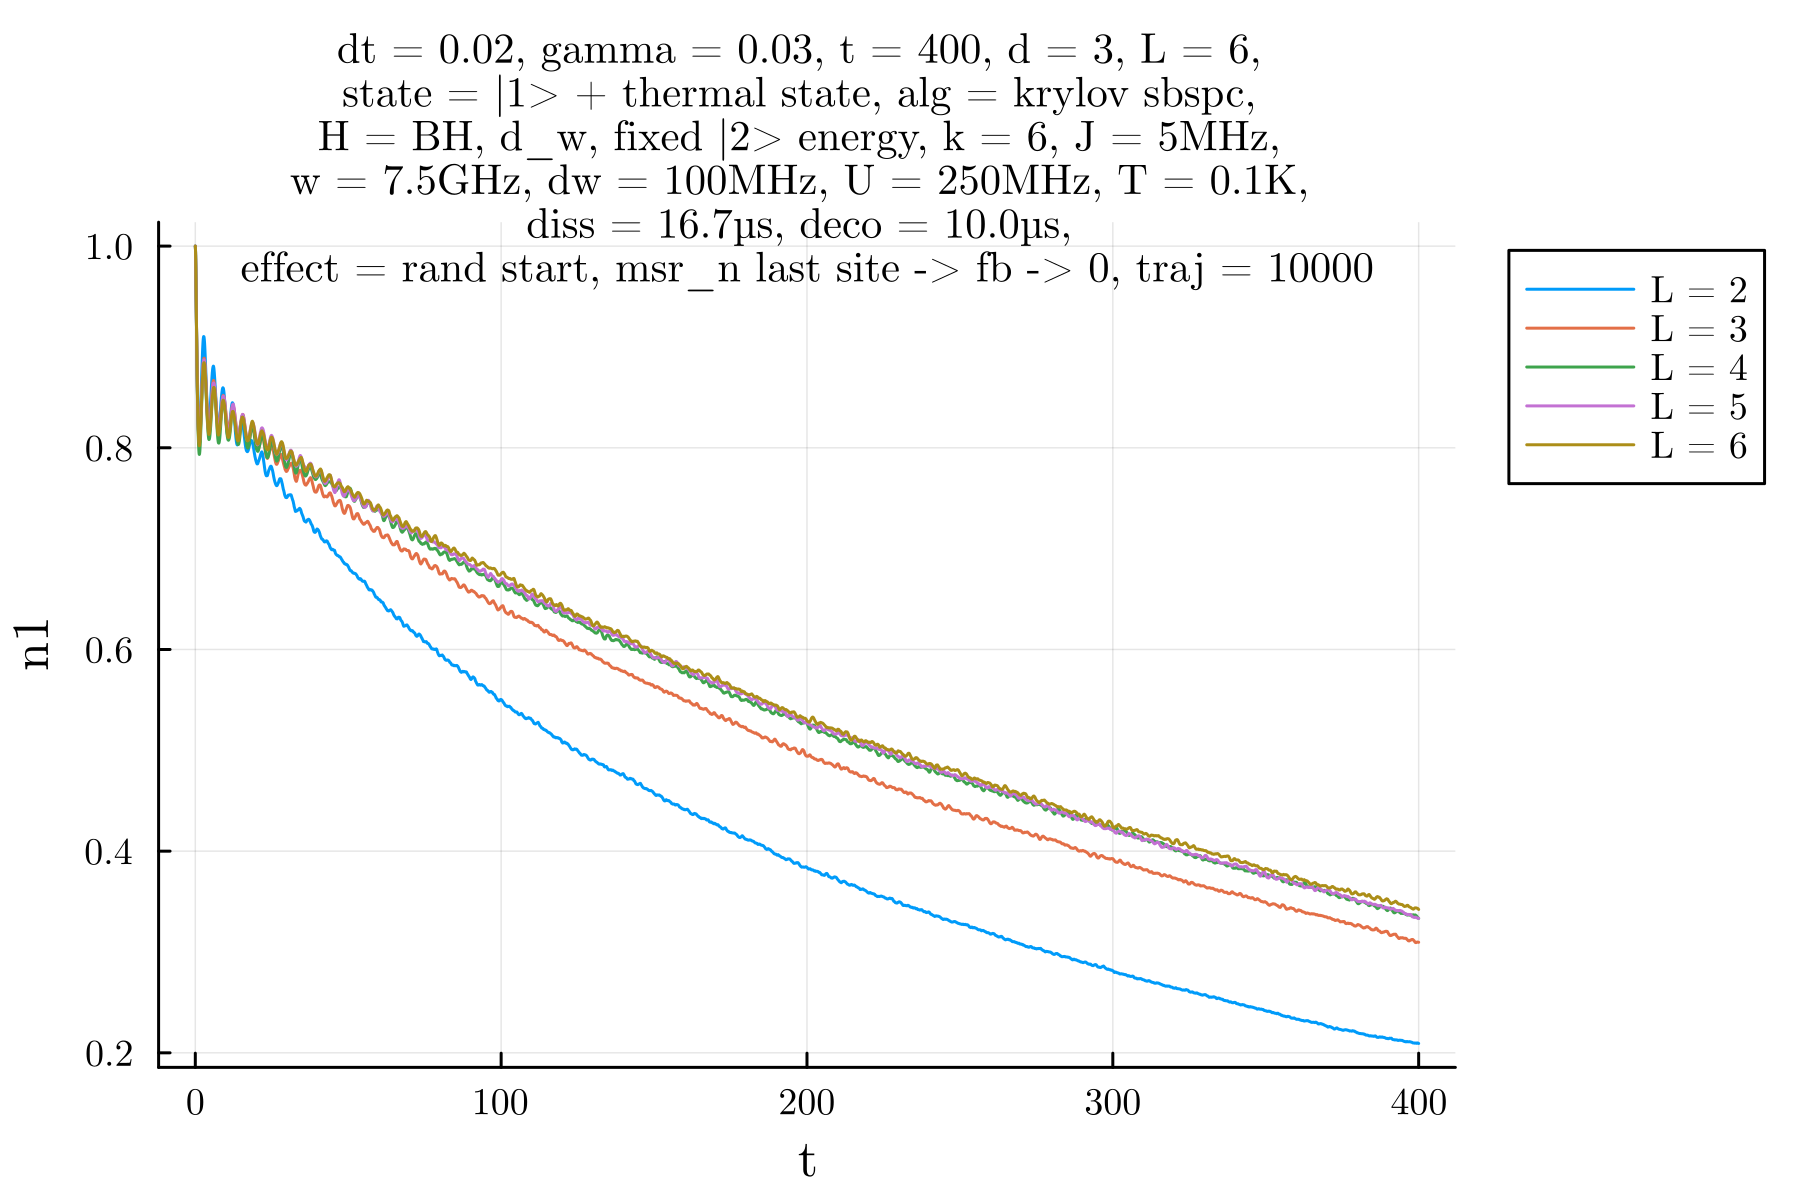 dt = 0.02, gamma = 0.03, t = 400, d = 3, L = 6,
state = |1> + thermal state, alg = krylov sbspc,
H = BH, d_w, fixed |2> energy, k = 6, J = 5MHz,
w = 7.5GHz, dw = 100MHz, U = 250MHz, T = 0.1K,
diss = 16.7µs, deco = 10.0µs,
effect = rand start, msr_n last site -> fb -> 0, traj = 10000
1.0
0.8
0.6
0.4
0.2
n1
0
100
200
300
400
t
L = 2
L = 3
L = 4
L = 5
L = 6